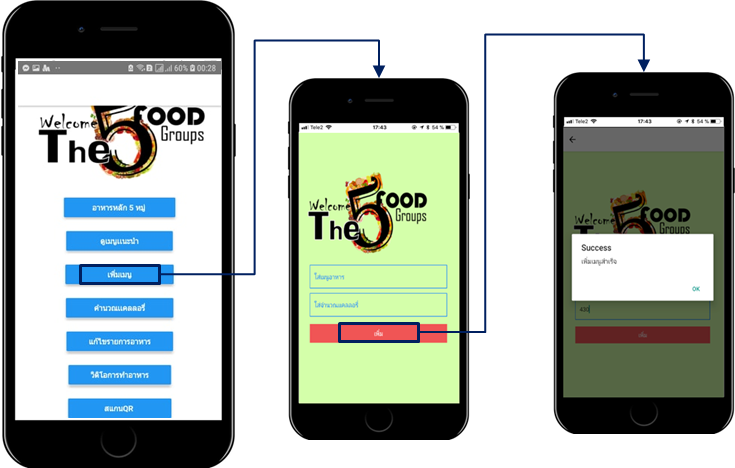 60% 00:28
Welcome
The 5 FOOD
Groups
อาหารหลัก 5 หมู่
ดูเมนูแนะนำ
เพิ่มเมนู
คำนวณแคลลอรี่
แก้ไขรายการอาหาร
วิดิโอการทำอาหาร
สแกนQR
Tele2 17:43 54 %
Welcome
The 5 FOOD
Groups
ใส่เมนูอาหาร
ใส่จำนวนแคลลอรี่
เพิ่ม
Tele2 17:43 54 %
Welcome
The 5 FOOD
Groups
Success
เพิ่มเมนูสำเร็จ
OK
430
เพิ่ม